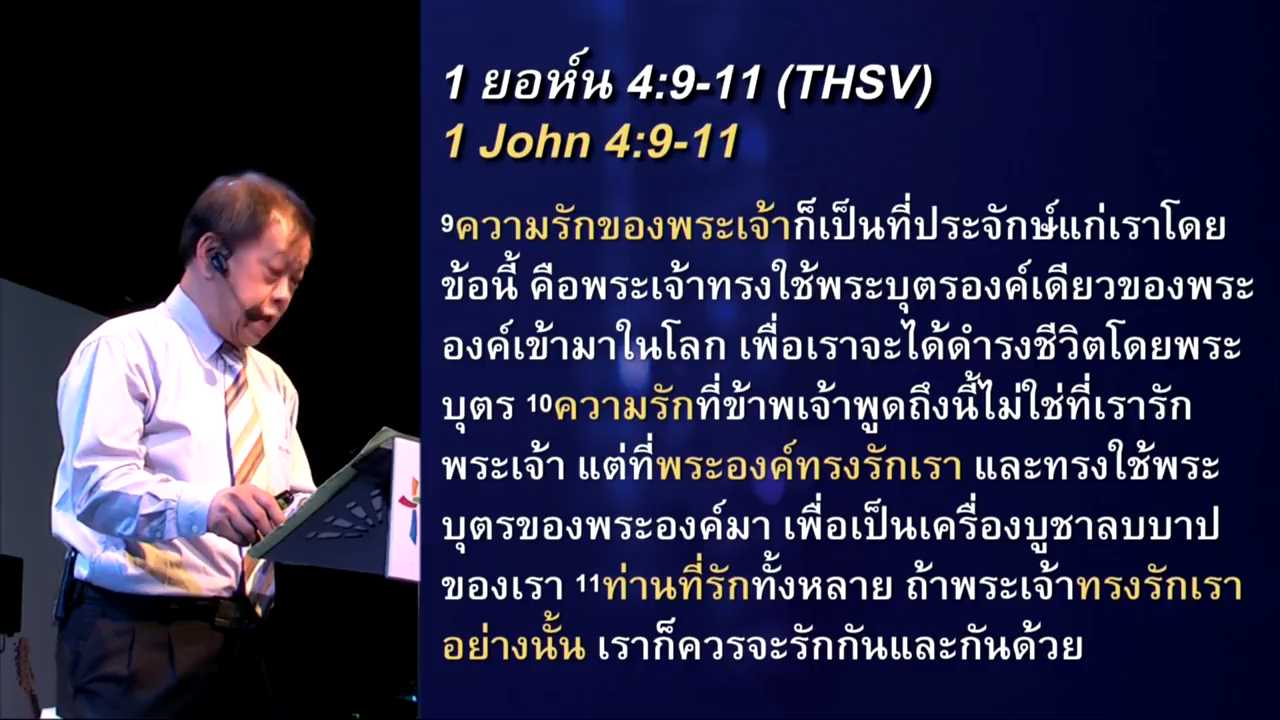 1 ยอห์น 4:9-11 (THSV)
1 John 4:9-11
9ความรักของพระเจ้าก็เป็นที่ประจักษ์แก่เราโดย
ข้อนี้ คือพระเจ้าทรงใช้พระบุตรองค์เดียวของพระ
องค์เข้ามาในโลก เพื่อเราจะได้ดำรงชีวิตโดยพระ
บุตร 10ความรักที่ข้าพเจ้าพูดถึงนี้ไม่ใช่ที่เรารัก
พระเจ้า แต่ที่พระองค์ทรงรักเรา และทรงใช้พระ
บุตรของพระองค์มา เพื่อเป็นเครื่องบูชาลบบาป
ของเรา 11ท่านที่รักทั้งหลาย ถ้าพระเจ้าทรงรักเรา
อย่างนั้น เราก็ควรจะรักกันและกันด้วย